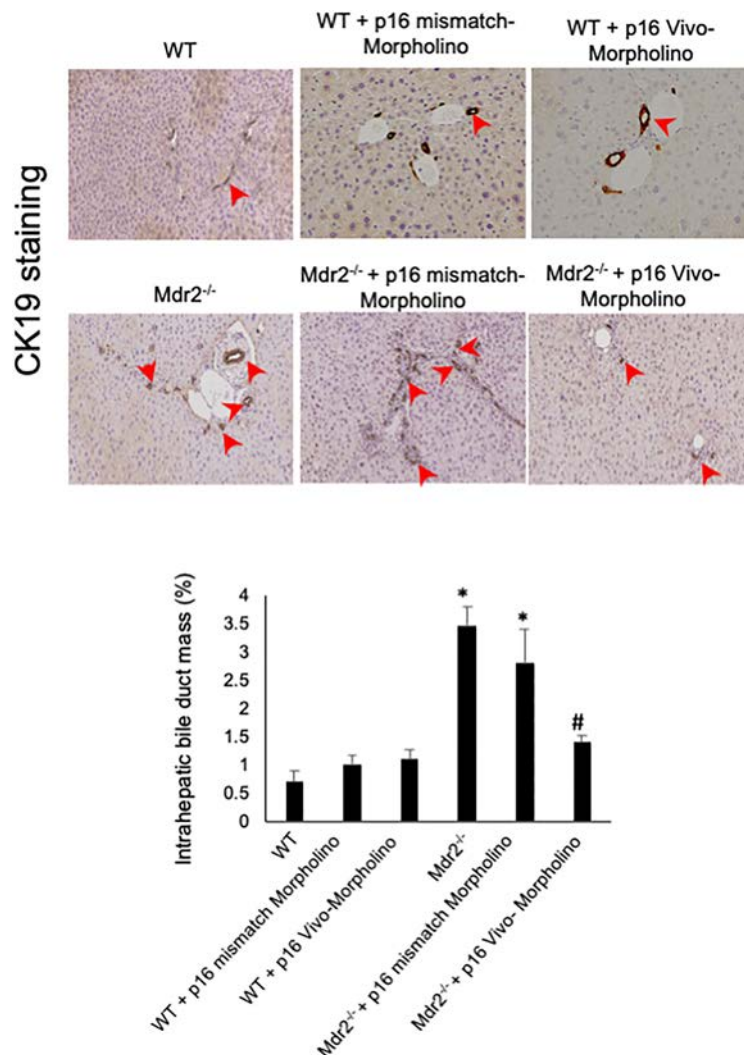 WT
WT + p16 mismatch-
Morpholino
WT + p16 Vivo-
Morpholino
CK19 staining
Mdr2-/-
Mdr2-/- + p16 mismatch-
Morpholino
Mdr2-/- + p16 Vivo-
Morpholino
Intrahepatic bile duct mass (%)
4
3.5
3
2.5
2
1.5
1
0.5
0
*
*
#
WT
WT + p16 mismatch Morpholino
WT + p16 Vivo-Morpholino
Mdr2-/-
Mdr2-/- + p16 mismatch Morpholino
Mdr2-/- + p16 Vivo- Morpholino